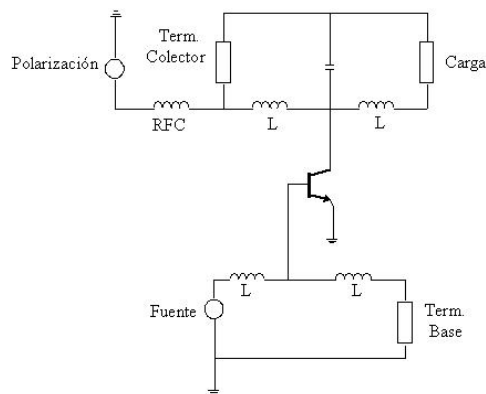 Term.
Colector
Polarización
Carga
RFC
L
L
L
L
Fuente
Term.
Base